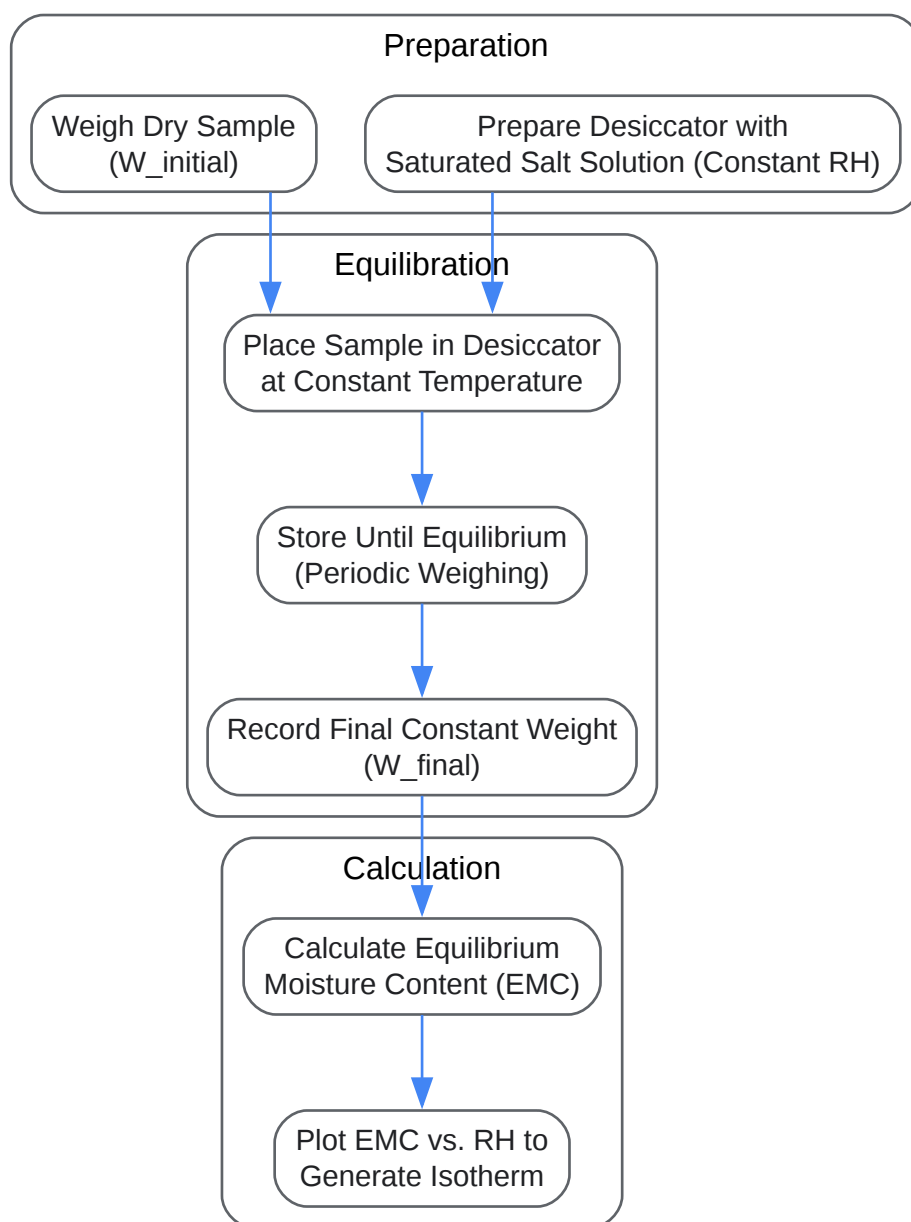 Preparation
Weigh Dry Sample
(W_initial)
Prepare Desiccator with
Saturated Salt Solution (Constant RH)
Equilibration
Place Sample in Desiccator
at Constant Temperature
Store Until Equilibrium
(Periodic Weighing)
Record Final Constant Weight
(W_final)
Calculation
Calculate Equilibrium
Moisture Content (EMC)
Plot EMC vs. RH to
Generate Isotherm